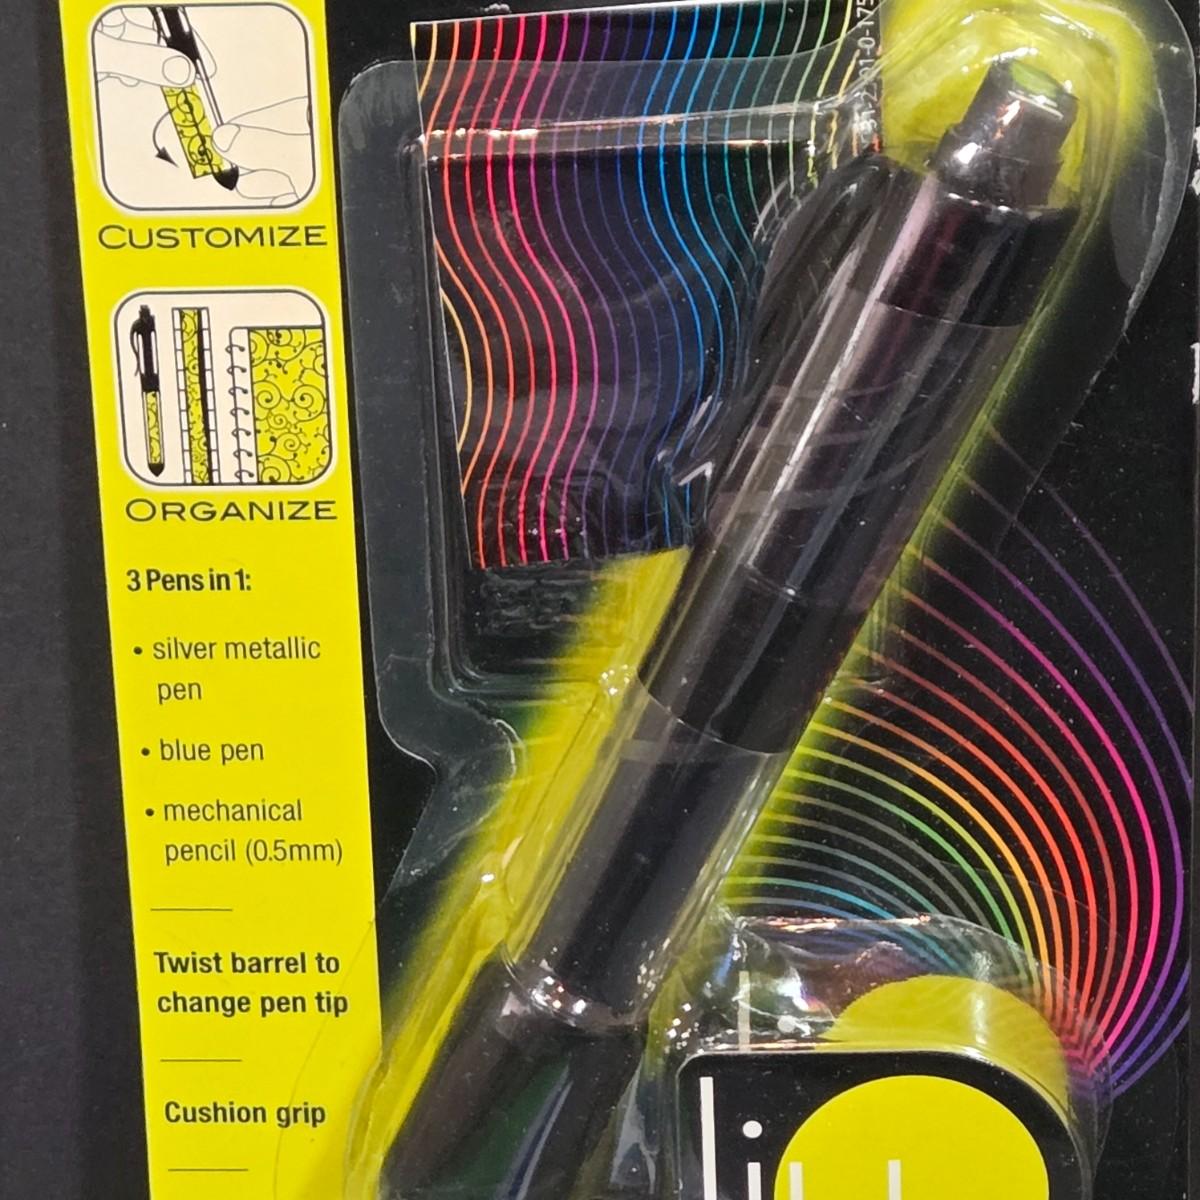 CUSTOMIZE
ORGANIZE
3 Pens in 1:
• silver metallic
pen
• blue pen
• mechanical
pencil (0.5mm)
Twist barrel to
change pen tip
Cushion grip